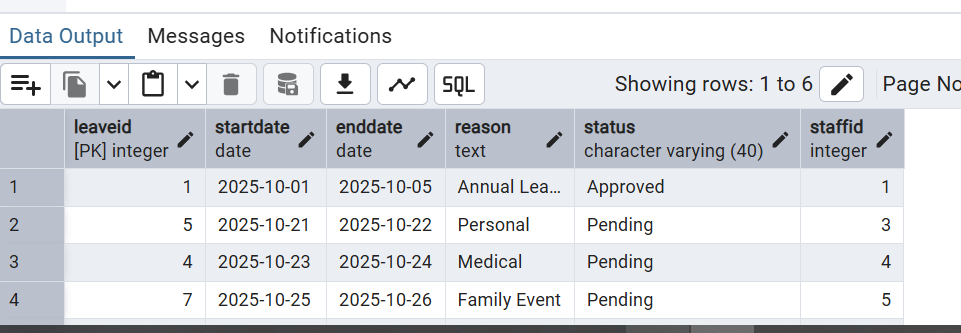 Data Output Messages Notifications
SQL Showing rows: 1 to 6 Page No
leaveid startdate enddate reason status staffid
[PK] integer date date text character varying (40) integer
1 1 2025-10-01 2025-10-05 Annual Lea... Approved 1
2 5 2025-10-21 2025-10-22 Personal Pending 3
3 4 2025-10-23 2025-10-24 Medical Pending 4
4 7 2025-10-25 2025-10-26 Family Event Pending 5